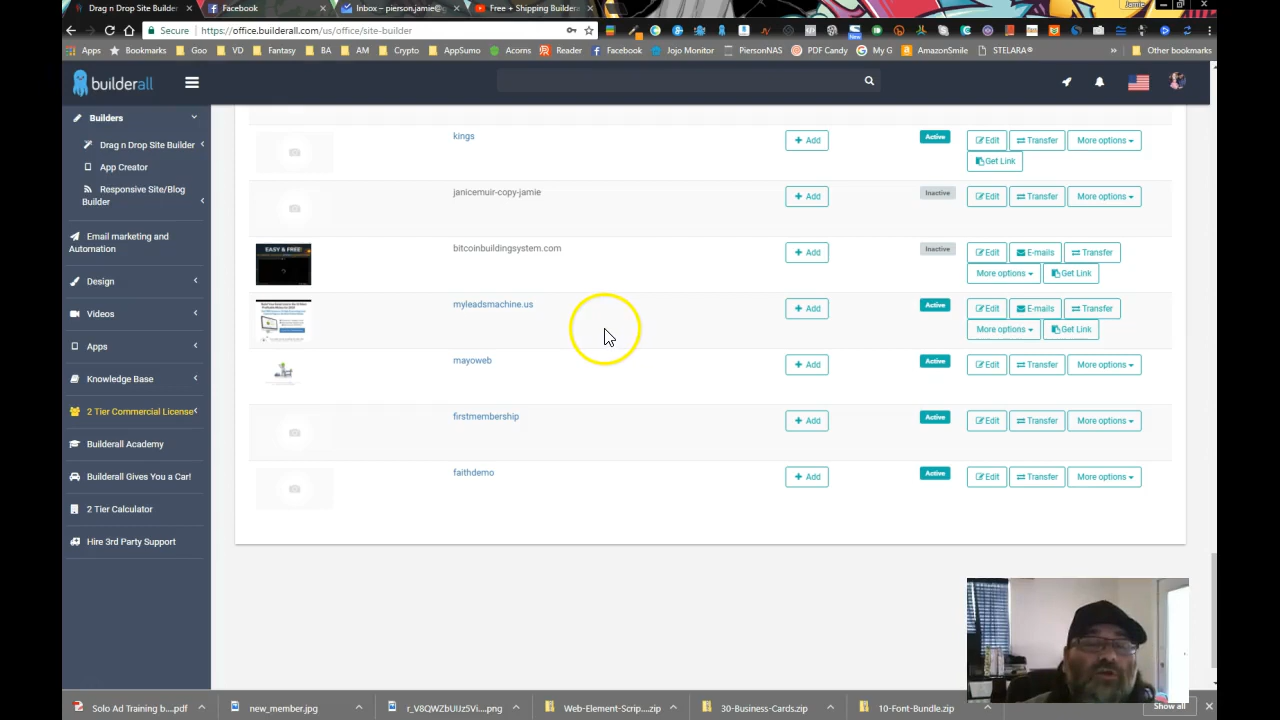 Drag n Drop Site Builder
Facebook
Inbox – pierson.jamie@
Free + Shipping Builder
Jamie
Secure
https://office.builderall.com/us/office/site-builder
New
Apps
Bookmarks
Goo
VD
Fantasy
BA
AM
Crypto
AppSumo
Acorns
Reader
Facebook
Jojo Monitor
PiersonNAS
PDF Candy
My G
AmazonSmile
STELARA®
»
Other bookmarks
builderall
Builders
Drag n Drop Site Builder
App Creator
Responsive Site/Blog
Builder
Email marketing and
Automation
Design
Video
Apps
Knowledge Base
2 Tier Commercial License
Builderall Academy
Builderall Gives You a Car!
2 Tier Calculator
Hire 3rd Party Support
kings
+ Add
Active
Edit
Transfer
More options
Get Link
janicemuir-copy-jamie
+ Add
Inactive
Edit
Transfer
More options
EASY & FREE
bitcoinbuildingsystem.com
+ Add
Inactive
Edit
E-mails
Transfer
More options
Get Link
myleadsmachine.us
+ Add
Active
Edit
E-mails
Transfer
More options
Get Link
mayoweb
+ Add
Active
Edit
Transfer
More options
firstmembership
+ Add
Active
Edit
Transfer
More options
faithdemo
+ Add
Active
Edit
Transfer
More options
Solo Ad Training b....pdf
new_member.jpg
r_V8QWZbUUz5Vi....png
Web-Element-Scrip....zip
30-Business-Cards.zip
10-Font-Bundle.zip
Show all